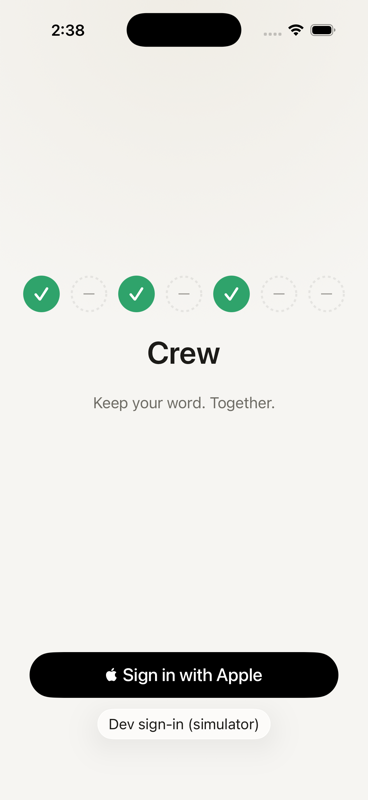 2:38
Crew
Keep your word. Together.
Sign in with Apple
Dev sign-in (simulator)